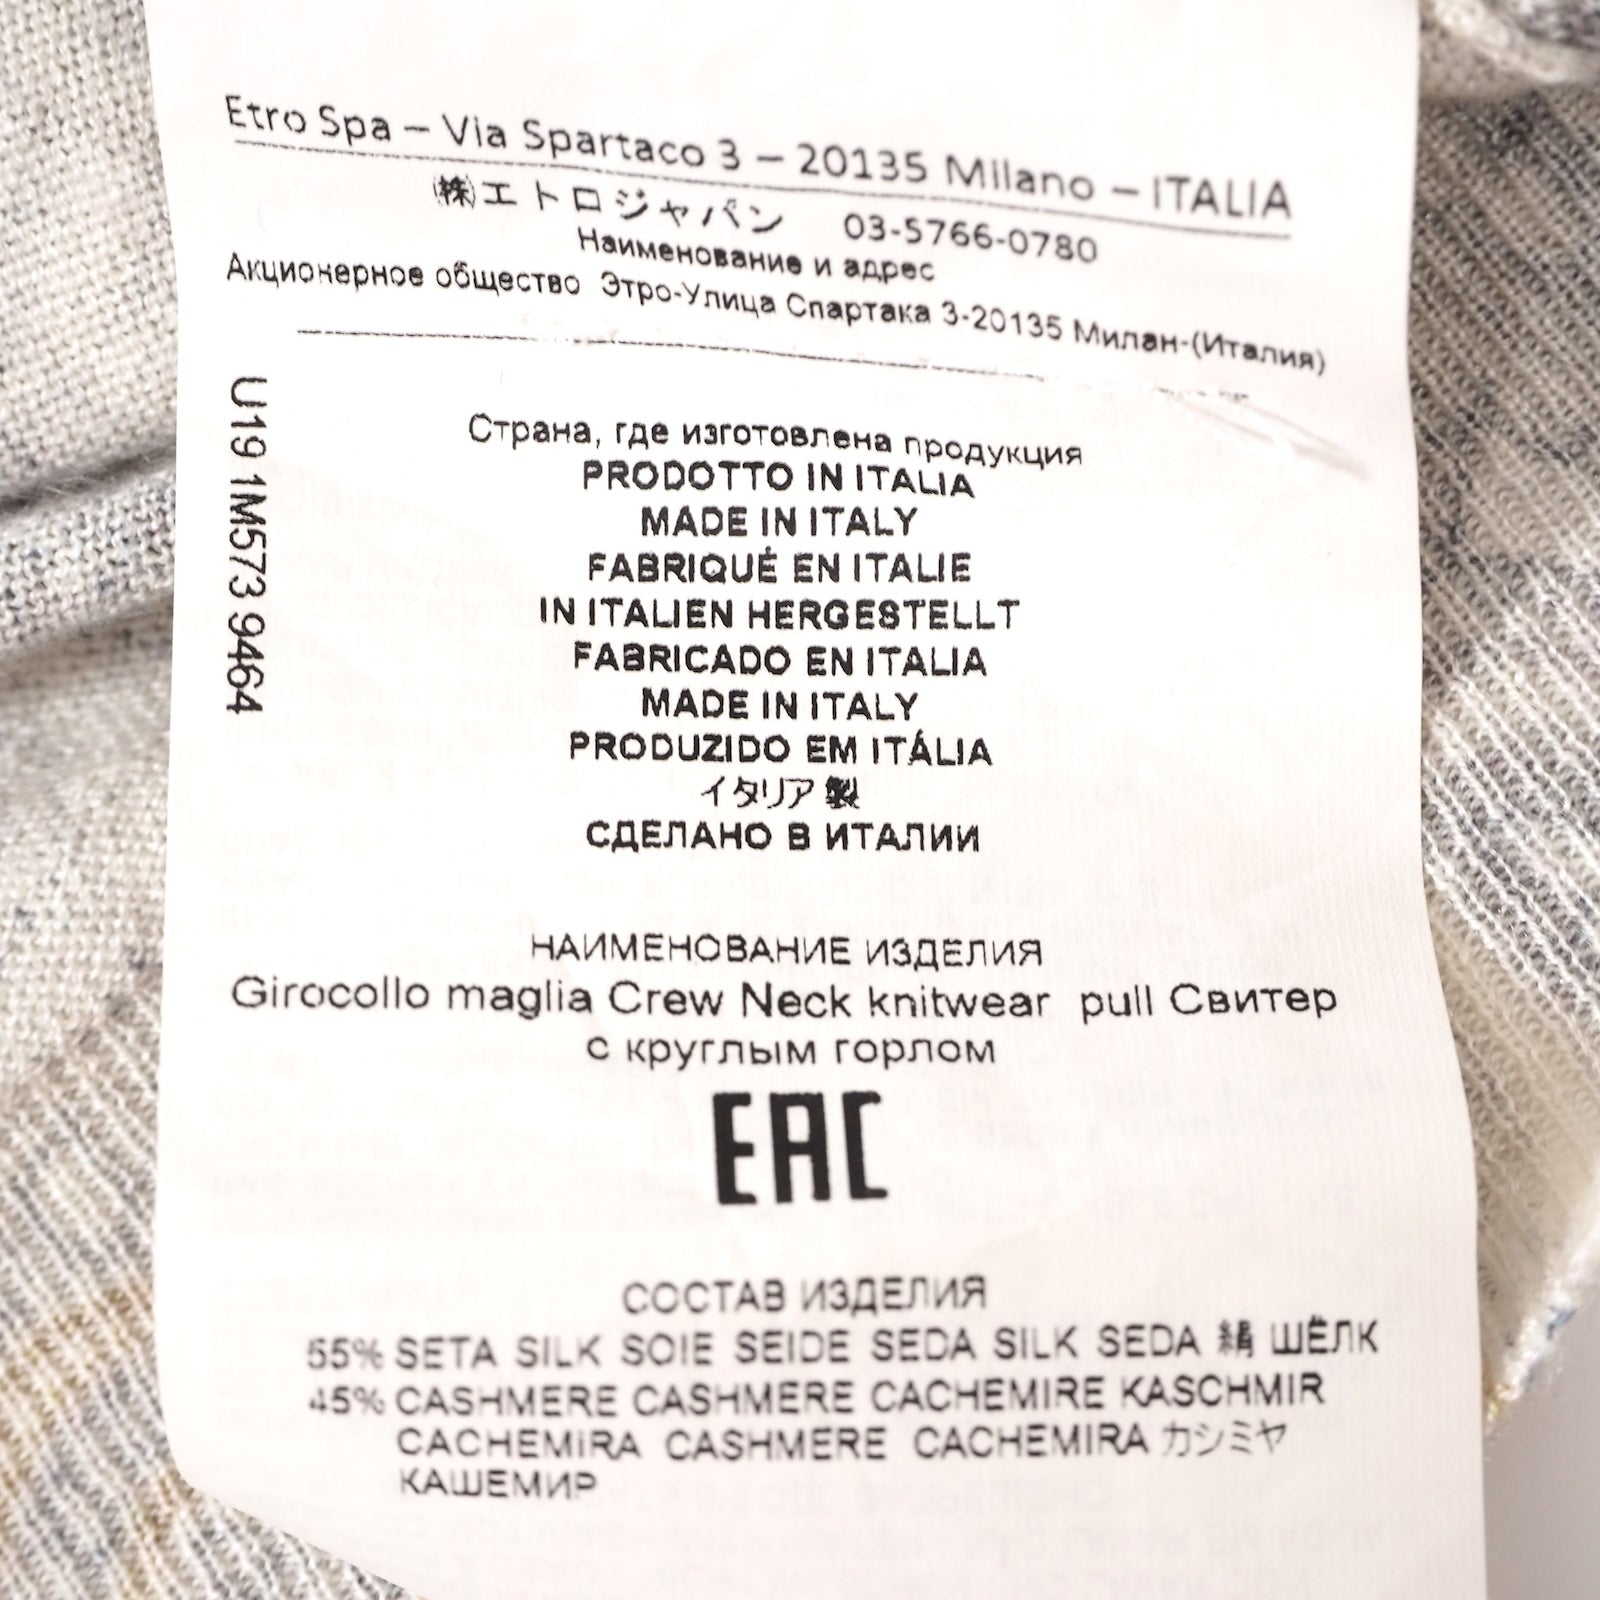 Etro Spa – Via Spartaco 3 – 20135 Milano – ITALIA
㈱エトロジャパン 03-5766-0780
Наименование и адрес
Акционерное общество Этро-Улица Спартака 3-20135 Милан-(Италия)
U19 1M573 9464
Страна, где изготовлена продукция
PRODOTTO IN ITALIA
MADE IN ITALY
FABRIQUÉ EN ITALIE
IN ITALIEN HERGESTELLT
FABRICADO EN ITALIA
MADE IN ITALY
PRODUZIDO EM ITÁLIA
イタリア製
СДЕЛАНО В ИТАЛИИ
НАИМЕНОВАНИЕ ИЗДЕЛИЯ
Girocollo maglia Crew Neck knitwear pull Свитер
с круглым горлом
EAC
СОСТАВ ИЗДЕЛИЯ
55% SETA SILK SOIE SEIDE SEDA SILK SEDA 絹 ШЁЛК
45% CASHMERE CASHMERE CACHEMIRE KASCHMIR
CACHEMIRA CASHMERE CACHEMIRA カシミヤ
КАШЕМИР